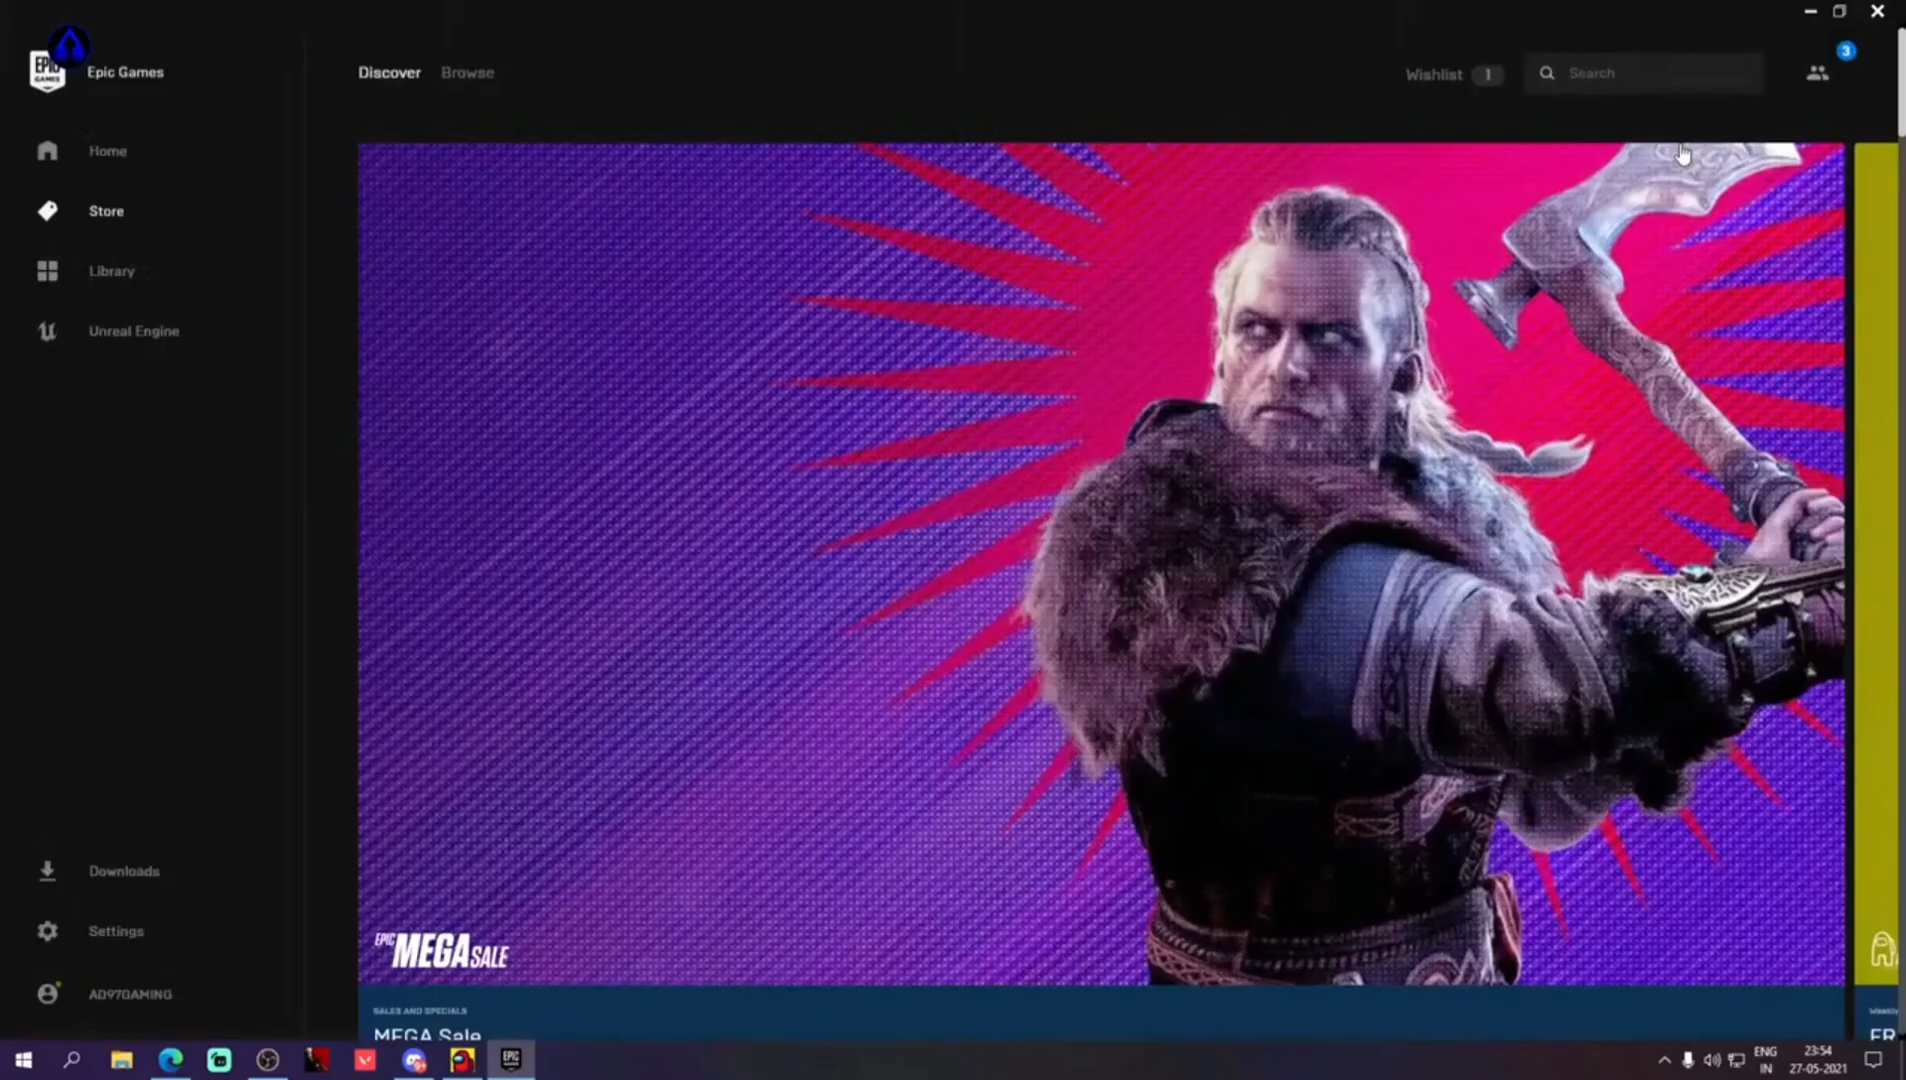 EPIC GAMES
Epic Games
Discover
Browse
Wishlist 1
Search
3
Home
Store
Library
Unreal Engine
Downloads
Settings
AD97GAMING
EPIC MEGA SALE
SALES AND SPECIALS
MEGA Sale
ENG
IN
23:54
27-05-2021